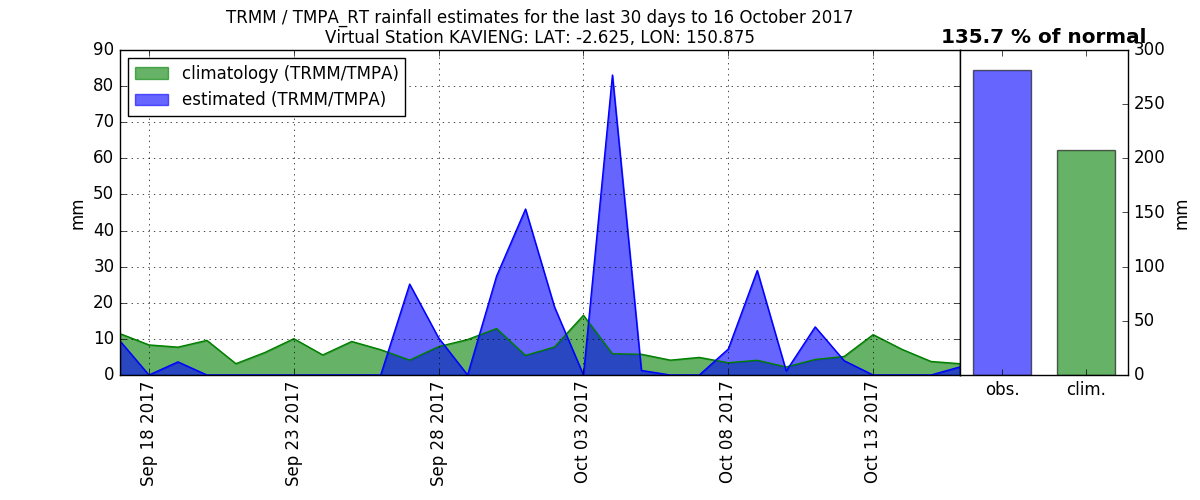 TRMM / TMPA_RT rainfall estimates for the last 30 days to 16 October 2017
Virtual Station KAVIENG: LAT: -2.625, LON: 150.875
135.7 % of normal
climatology (TRMM/TMPA)
estimated (TRMM/TMPA)
mm
90
80
70
60
50
40
30
20
10
0
Sep 18 2017
Sep 23 2017
Sep 28 2017
Oct 03 2017
Oct 08 2017
Oct 13 2017
obs.
clim.
300
250
200
150
100
50
0
mm